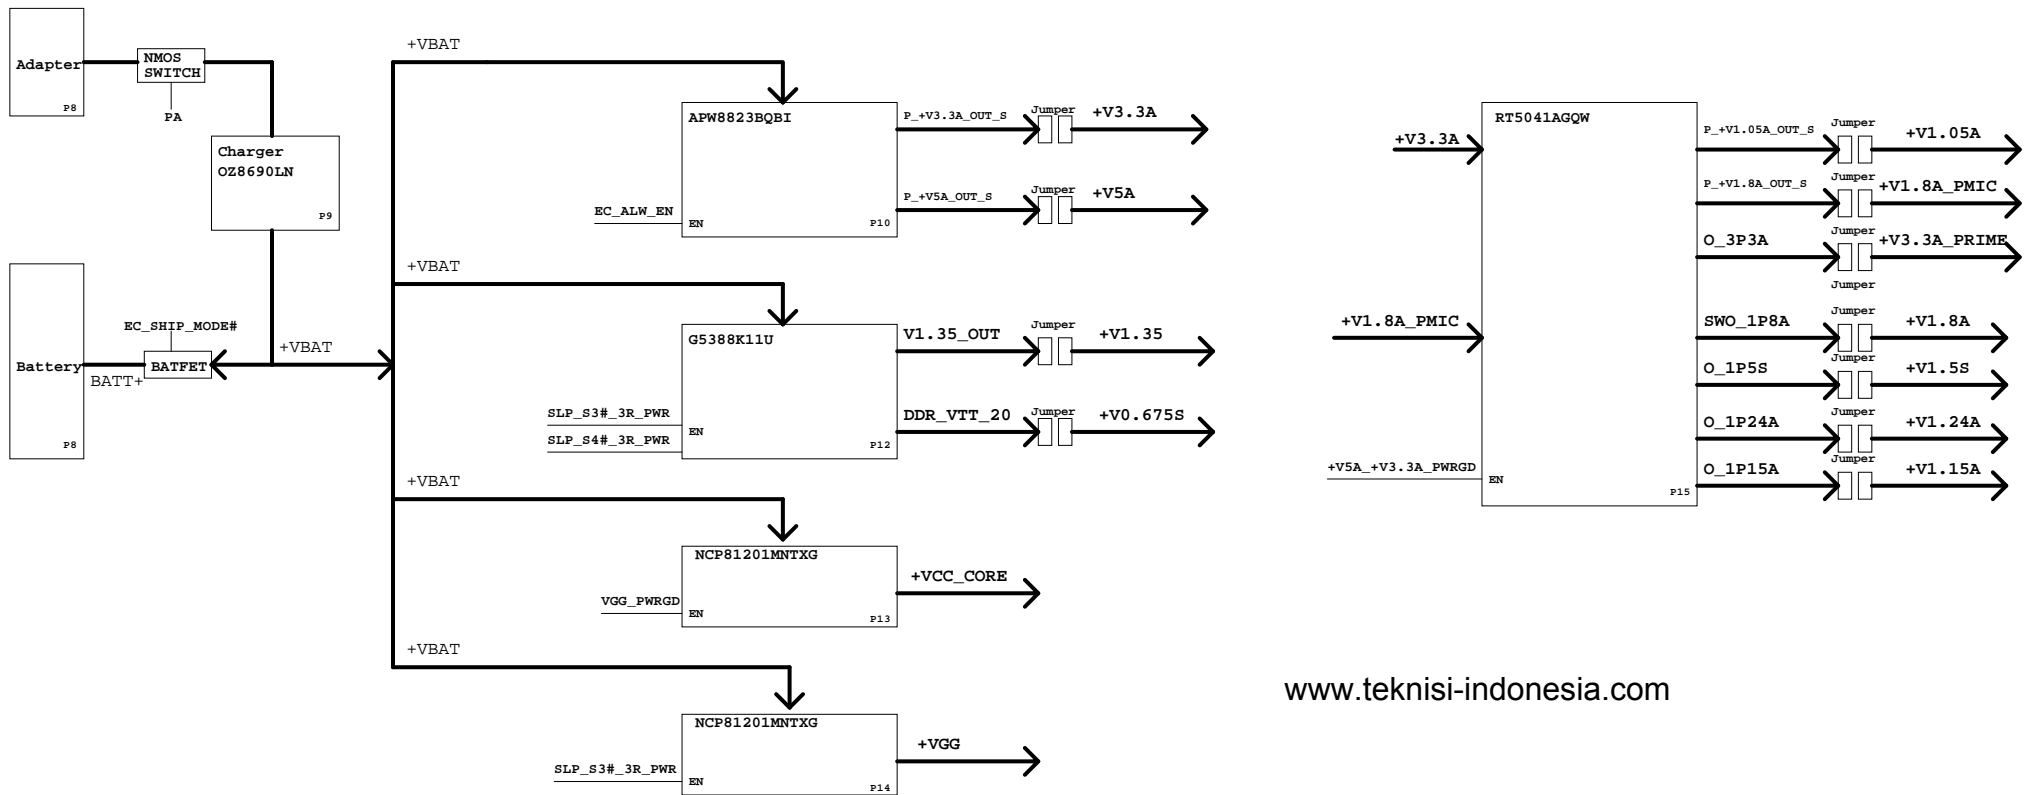 Adapter
P8
NMOS
SWITCH
PA
Charger
OZ8690LN
P9
Battery
P8
EC_SHIP_MODE#
BATFET
BATT+
+VBAT
+VBAT
APW8823BQBI
EC_ALW_EN
EN
P10
P_+V3.3A_OUT_S
Jumper
+V3.3A
P_+V5A_OUT_S
Jumper
+V5A
+VBAT
G5388K11U
SLP_S3#_3R_PWR
EN
SLP_S4#_3R_PWR
P12
V1.35_OUT
Jumper
+V1.35
DDR_VTT_20
Jumper
+V0.675S
+VBAT
NCP81201MNTXG
VGG_PWRGD
EN
P13
+VCC_CORE
+VBAT
NCP81201MNTXG
SLP_S3#_3R_PWR
EN
P14
+VGG
RT5041AGQW
+V3.3A
+V1.8A_PMIC
+V5A_+V3.3A_PWRGD
EN
P15
P_+V1.05A_OUT_S
Jumper
+V1.05A
P_+V1.8A_OUT_S
Jumper
+V1.8A_PMIC
O_3P3A
Jumper
+V3.3A_PRIME
Jumper
SWO_1P8A
Jumper
+V1.8A
O_1P5S
Jumper
+V1.5S
O_1P24A
Jumper
+V1.24A
O_1P15A
Jumper
+V1.15A
www.teknisi-indonesia.com